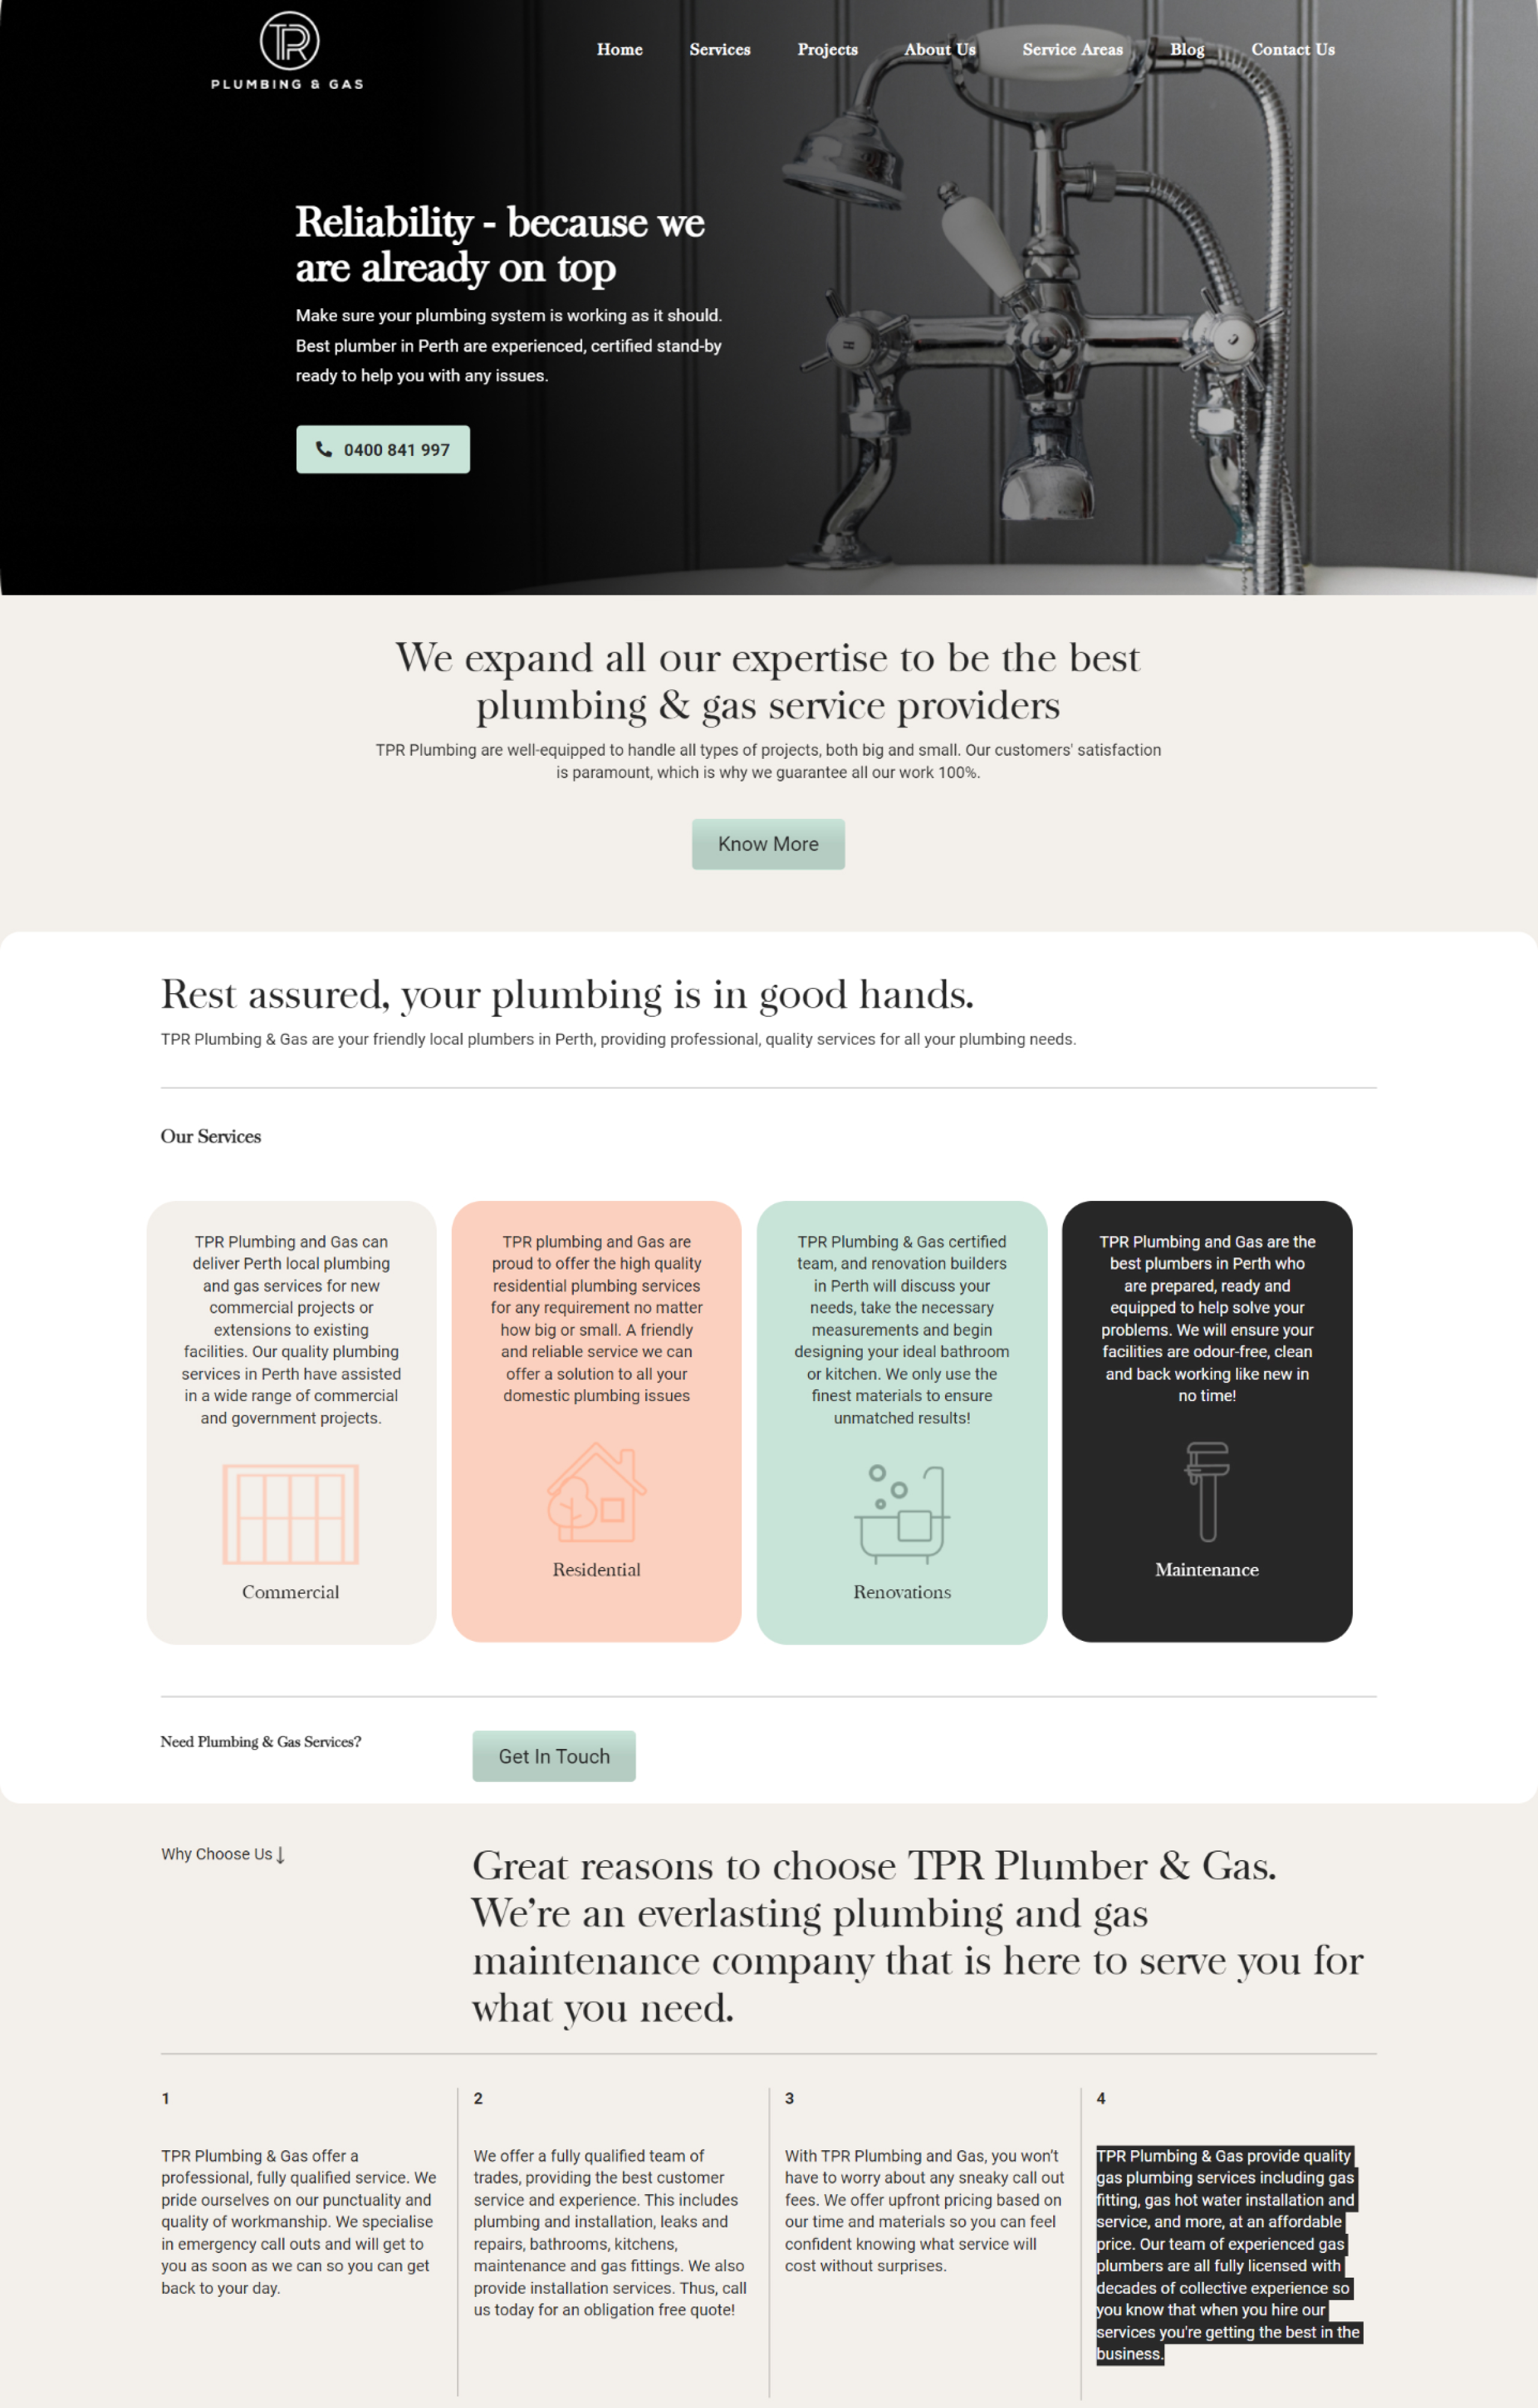 TPR
PLUMBING & GAS
Home
Services
Projects
About Us
Service Areas
Blog
Contact Us
Reliability - because we
are already on top
Make sure your plumbing system is working as it should.
Best plumber in Perth are experienced, certified stand-by
ready to help you with any issues.
0400 841 997
We expand all our expertise to be the best
plumbing & gas service providers
TPR Plumbing are well-equipped to handle all types of projects, both big and small. Our customers' satisfaction
is paramount, which is why we guarantee all our work 100%.
Know More
Rest assured, your plumbing is in good hands.
TPR Plumbing & Gas are your friendly local plumbers in Perth, providing professional, quality services for all your plumbing needs.
Our Services
TPR Plumbing and Gas can
deliver Perth local plumbing
and gas services for new
commercial projects or
extensions to existing
facilities. Our quality plumbing
services in Perth have assisted
in a wide range of commercial
and government projects.
Commercial
TPR plumbing and Gas are
proud to offer the high quality
residential plumbing services
for any requirement no matter
how big or small. A friendly
and reliable service we can
offer a solution to all your
domestic plumbing issues
Residential
TPR Plumbing & Gas certified
team, and renovation builders
in Perth will discuss your
needs, take the necessary
measurements and begin
designing your ideal bathroom
or kitchen. We only use the
finest materials to ensure
unmatched results!
Renovations
TPR Plumbing and Gas are the
best plumbers in Perth who
are prepared, ready and
equipped to help solve your
problems. We will ensure your
facilities are odour-free, clean
and back working like new in
no time!
Maintenance
Need Plumbing & Gas Services?
Get In Touch
Why Choose Us ↓
Great reasons to choose TPR Plumber & Gas.
We’re an everlasting plumbing and gas
maintenance company that is here to serve you for
what you need.
1
TPR Plumbing & Gas offer a
professional, fully qualified service. We
pride ourselves on our punctuality and
quality of workmanship. We specialise
in emergency call outs and will get to
you as soon as we can so you can get
back to your day.
2
We offer a fully qualified team of
trades, providing the best customer
service and experience. This includes
plumbing and installation, leaks and
repairs, bathrooms, kitchens,
maintenance and gas fittings. We also
provide installation services. Thus, call
us today for an obligation free quote!
3
With TPR Plumbing and Gas, you won't
have to worry about any sneaky call out
fees. We offer upfront pricing based on
our time and materials so you can feel
confident knowing what service will
cost without surprises.
4
TPR Plumbing & Gas provide quality
gas plumbing services including gas
fitting, gas hot water installation and
service, and more, at an affordable
price. Our team of experienced gas
plumbers are all fully licensed with
decades of collective experience so
you know that when you hire our
services you're getting the best in the
business.